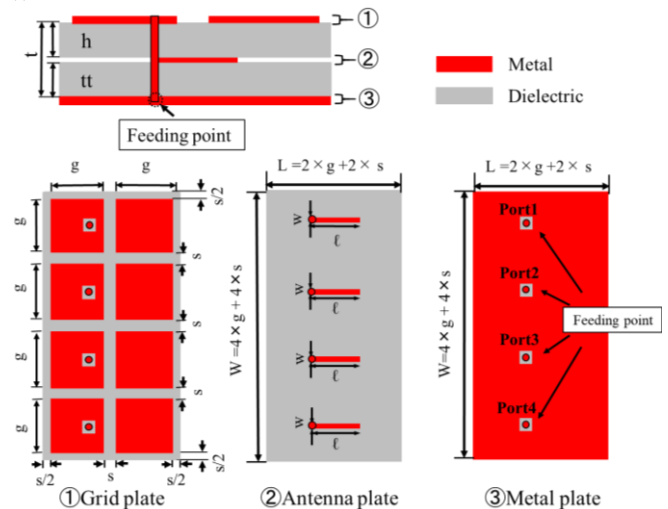 ①
t
h
②
tt
③
Metal
Dielectric
Feeding point
g g
s/2
g
s
g
s
g
s
g
s/2
s/2 s s/2
①Grid plate
L=2×g+2× s
W=4×g + 4×s
w
ℓ
w
ℓ
w
ℓ
w
ℓ
②Antenna plate
L=2×g+2× s
W=4×g + 4×s
Port1
Port2
Feeding point
Port3
Port4
③Metal plate